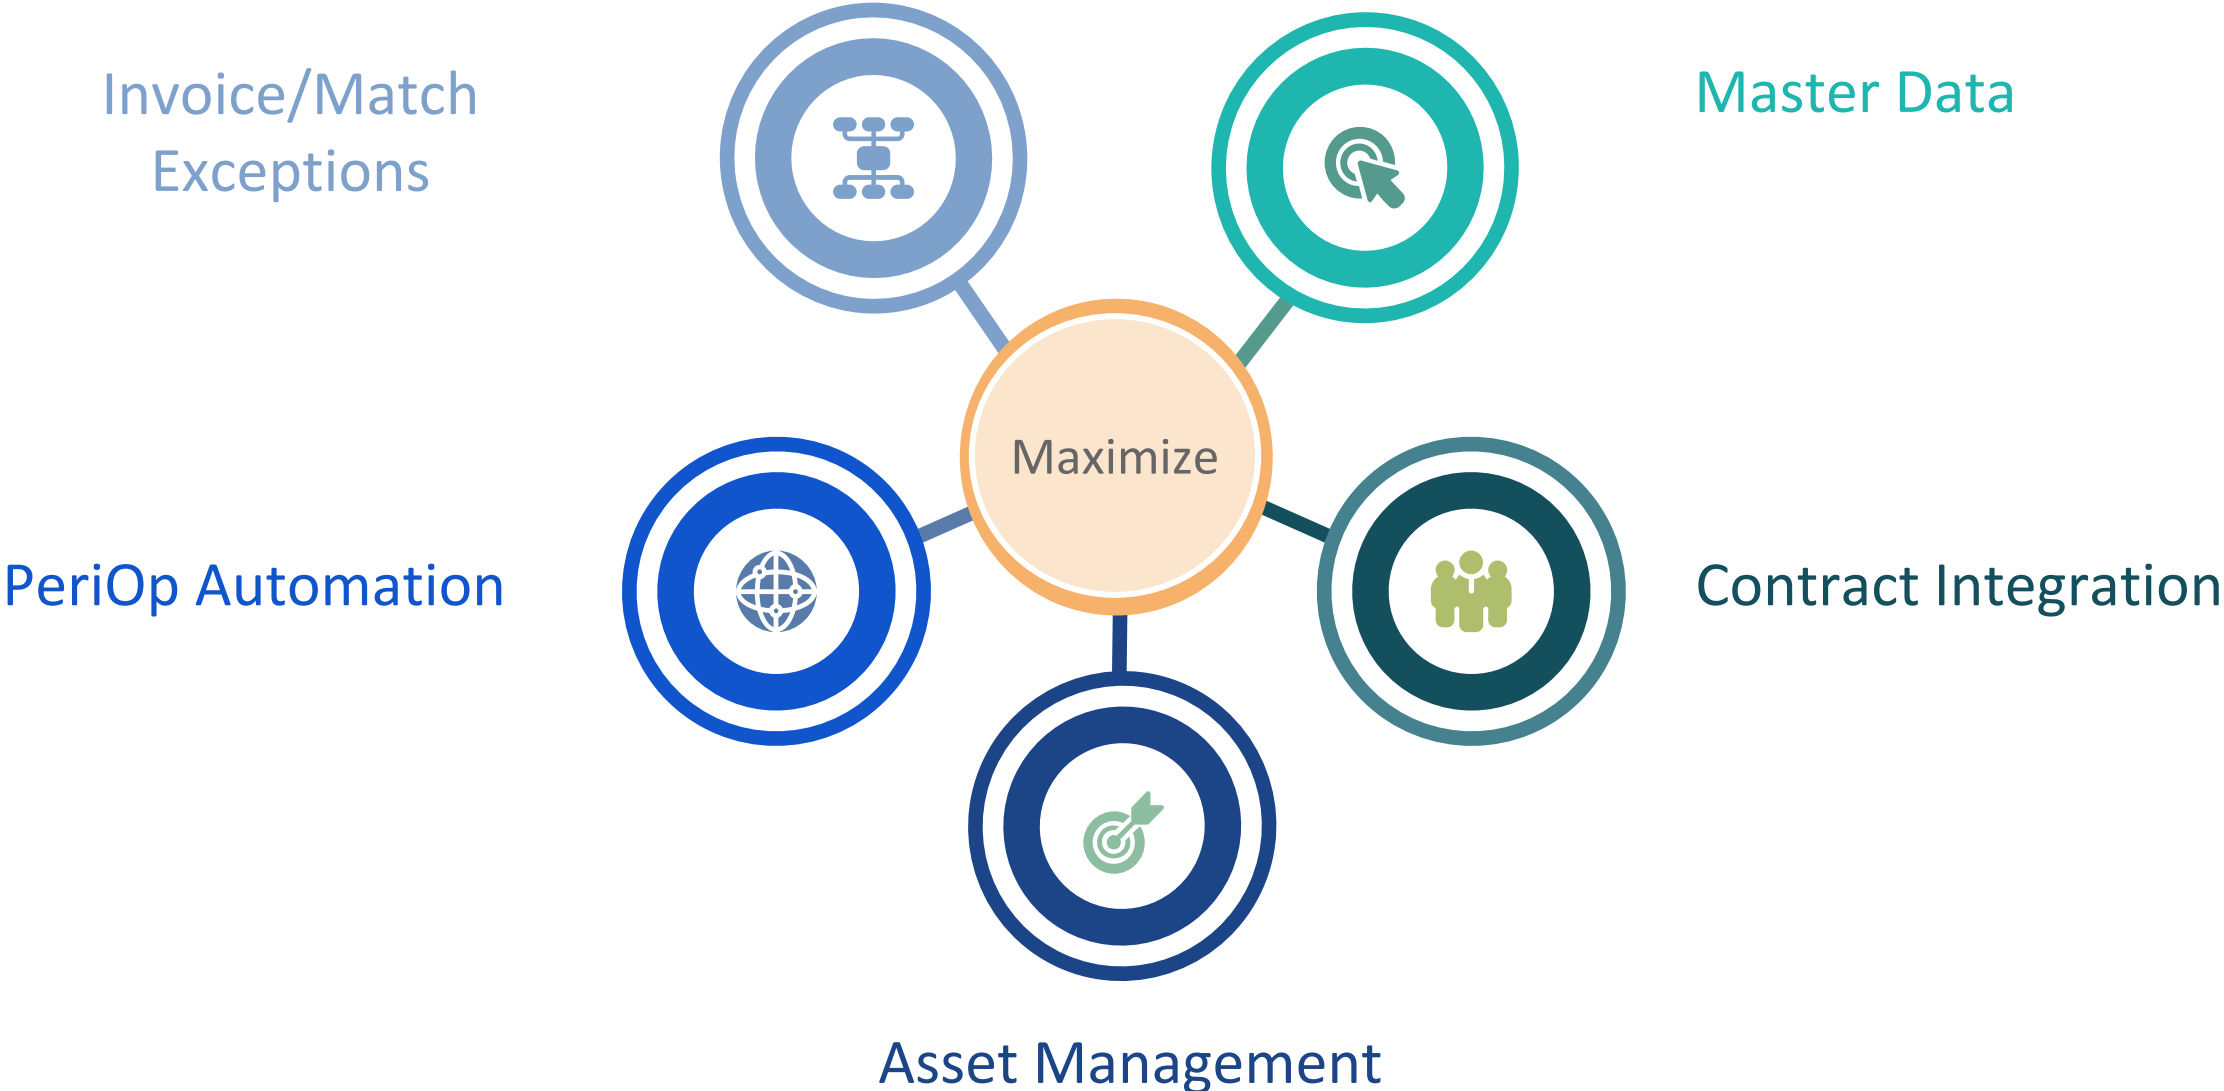 Invoice/Match
Exceptions
Master Data
Maximize
PeriOp Automation
Contract Integration
Asset Management